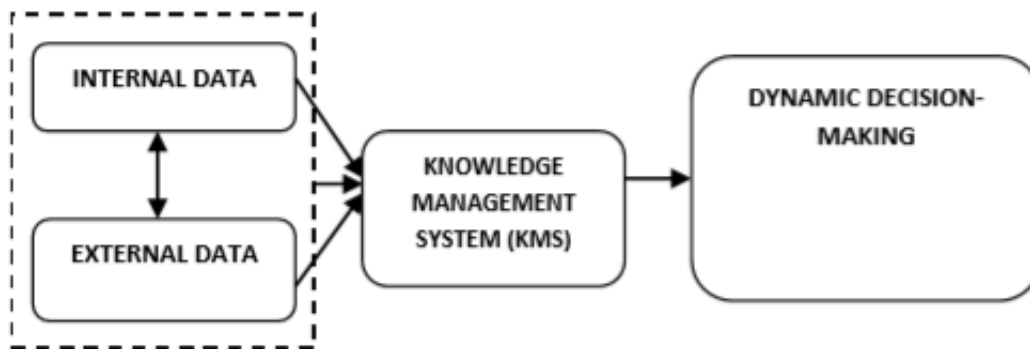 INTERNAL DATA
EXTERNAL DATA
KNOWLEDGE
MANAGEMENT
SYSTEM (KMS)
DYNAMIC DECISION-
MAKING